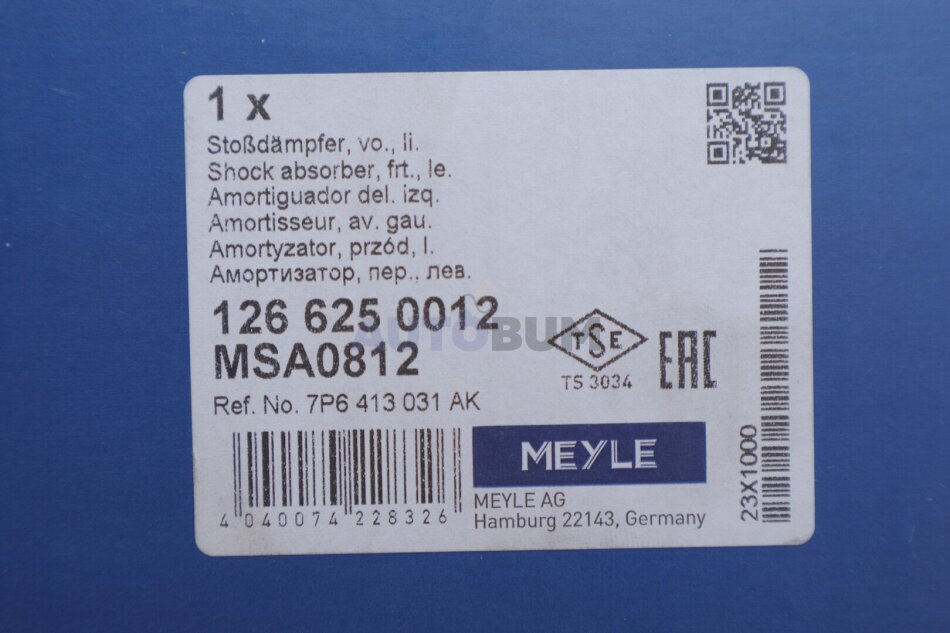 1 x
Stoßdämpfer, vo., li.
Shock absorber, frt., le.
Amortiguador del. izq.
Amortisseur, av. gau.
Amortyzator, przód, l.
Амортизатор, пер., лев.
126 625 0012
AUTOBUM
MSA0812
TSE
TS 3034
EAC
Ref. No. 7P6 413 031 AK
4 040074 228326
MEYLE
MEYLE AG
Hamburg 22143, Germany
23X1000